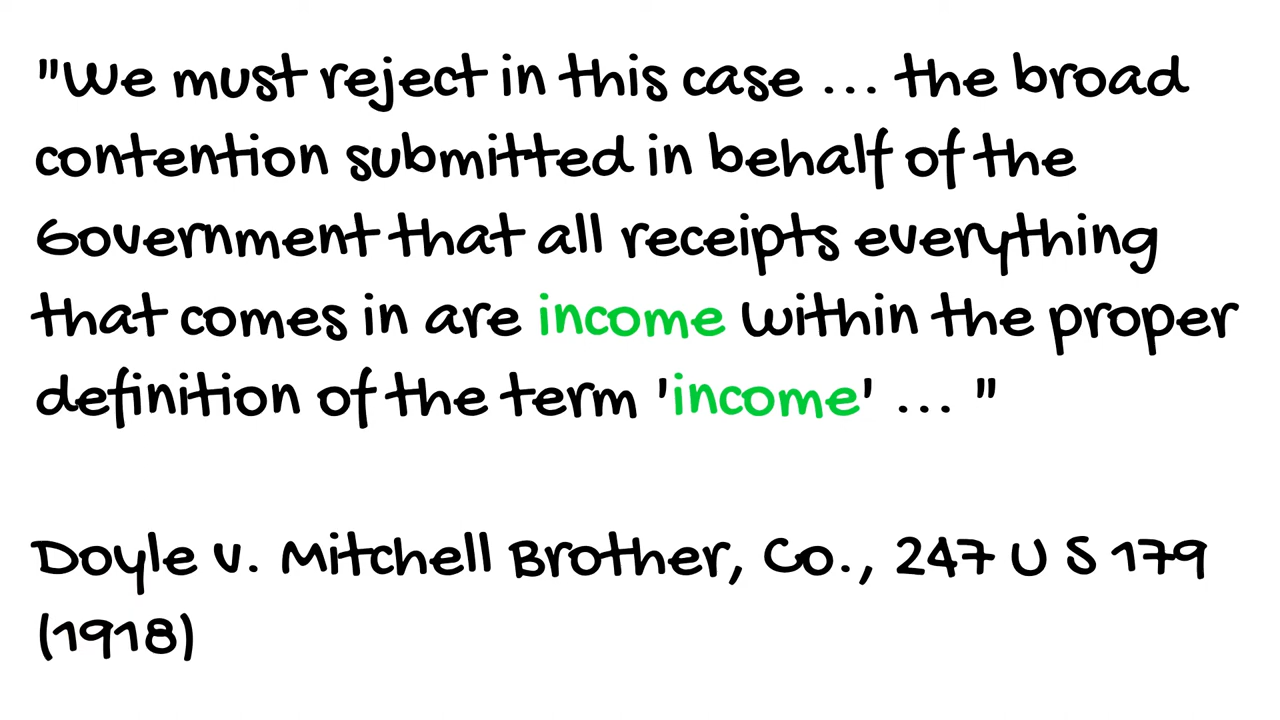 "We must reject in this case ... the broad
contention submitted in behalf of the
Government that all receipts everything
that comes in are income within the proper
definition of the term 'income' ... "
Doyle v. Mitchell Brother, Co., 247 U S 179
(1918)